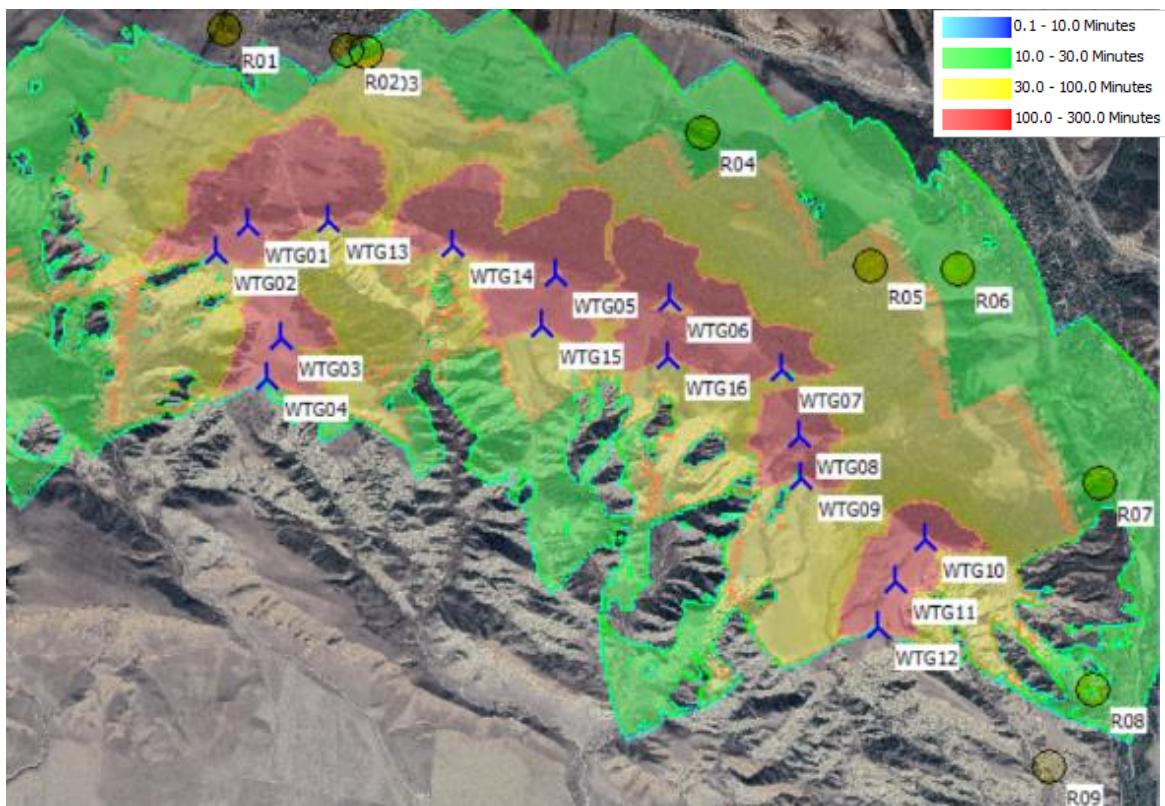 0.1 - 10.0 Minutes
10.0 - 30.0 Minutes
30.0 - 100.0 Minutes
100.0 - 300.0 Minutes
R01
R02
03
R04
R05
R06
WTG01
WTG13
WTG02
WTG14
WTG05
WTG06
WTG03
WTG15
WTG16
WTG04
WTG07
WTG08
WTG09
R07
WTG10
WTG11
WTG12
R08
R09